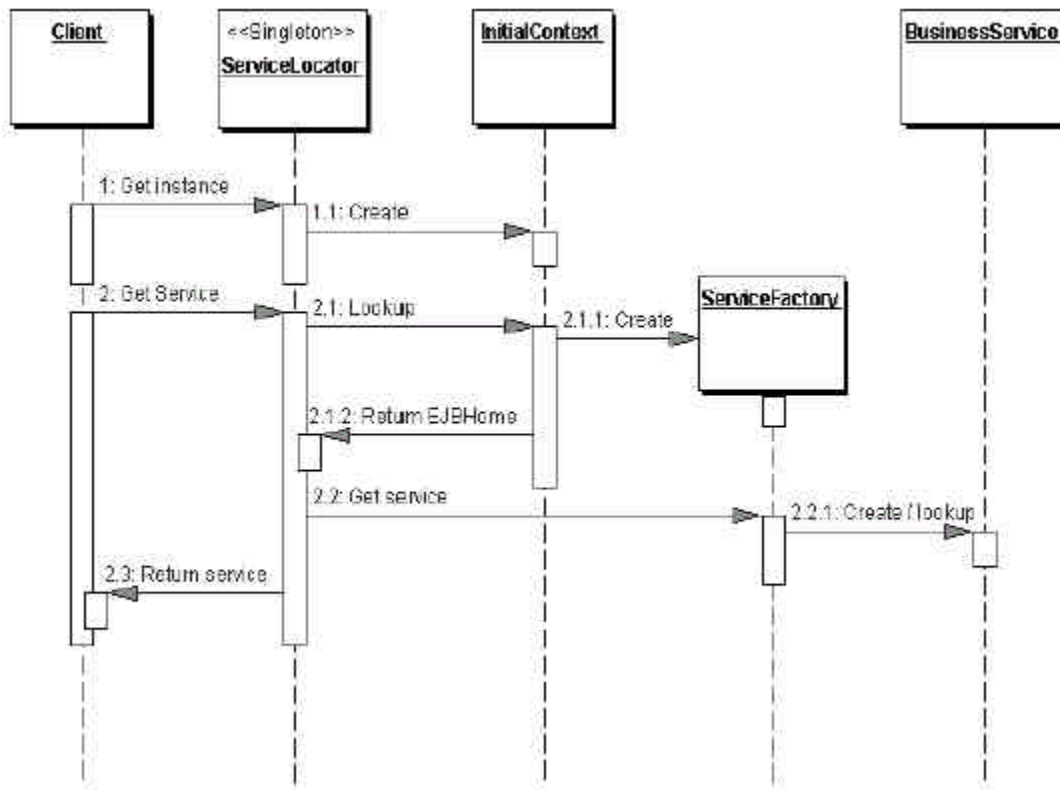 Client
<<Singleton>>
ServiceLocator
InitialContext
BusinessService
1: Get instance
1.1: Create
2: Get Service
2.1: Lookup
2.1.1: Create
ServiceFactory
2.1.2: Return EJBHome
2.2: Get service
2.2.1: Create / lookup
2.3: Return service